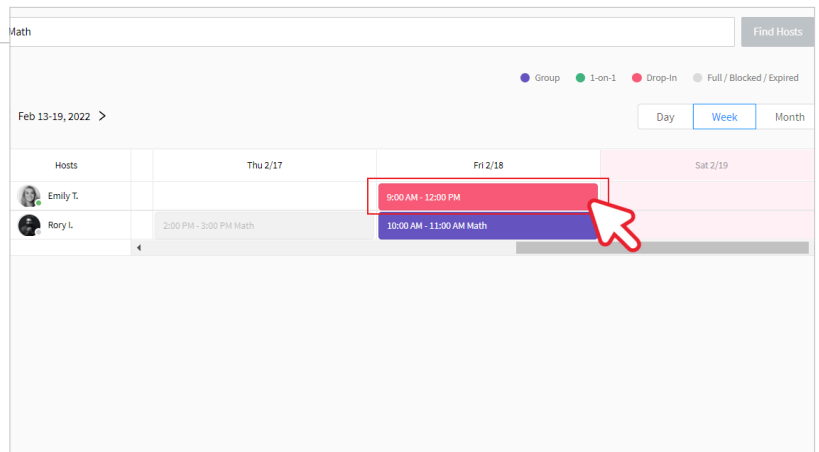 Math
Find Hosts
Group 1-on-1 Drop-In Full / Blocked / Expired
Feb 13-19, 2022 >
Day Week Month
Hosts Thu 2/17 Fri 2/18 Sat 2/19
Emily T. 9:00 AM - 12:00 PM
Rory I. 2:00 PM - 3:00 PM Math 10:00 AM - 11:00 AM Math